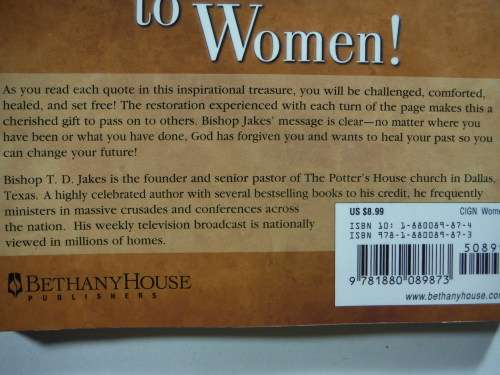 to
Women!
As you read each quote in this inspirational treasure, you will be challenged, comforted,
healed, and set free! The restoration experienced with each turn of the page makes this a
cherished gift to pass on to others. Bishop Jakes' message is clear—no matter where you
have been or what you have done, God has forgiven you and wants to heal your past so you
can change your future!
Bishop T. D. Jakes is the founder and senior pastor of The Potter's House church in Dallas,
Texas. A highly celebrated author with several bestselling books to his credit, he frequently
ministers in massive crusades and conferences across
the nation. His weekly television broadcast is nationally
viewed in millions of homes.
US $8.99 CIGN Wome
ISBN 10: 1-880089-87-4
ISBN 978-1-880089-87-3
5089
9 781880 089873
www.bethanyhouse
BETHANYHOUSE
PUBLISHERS